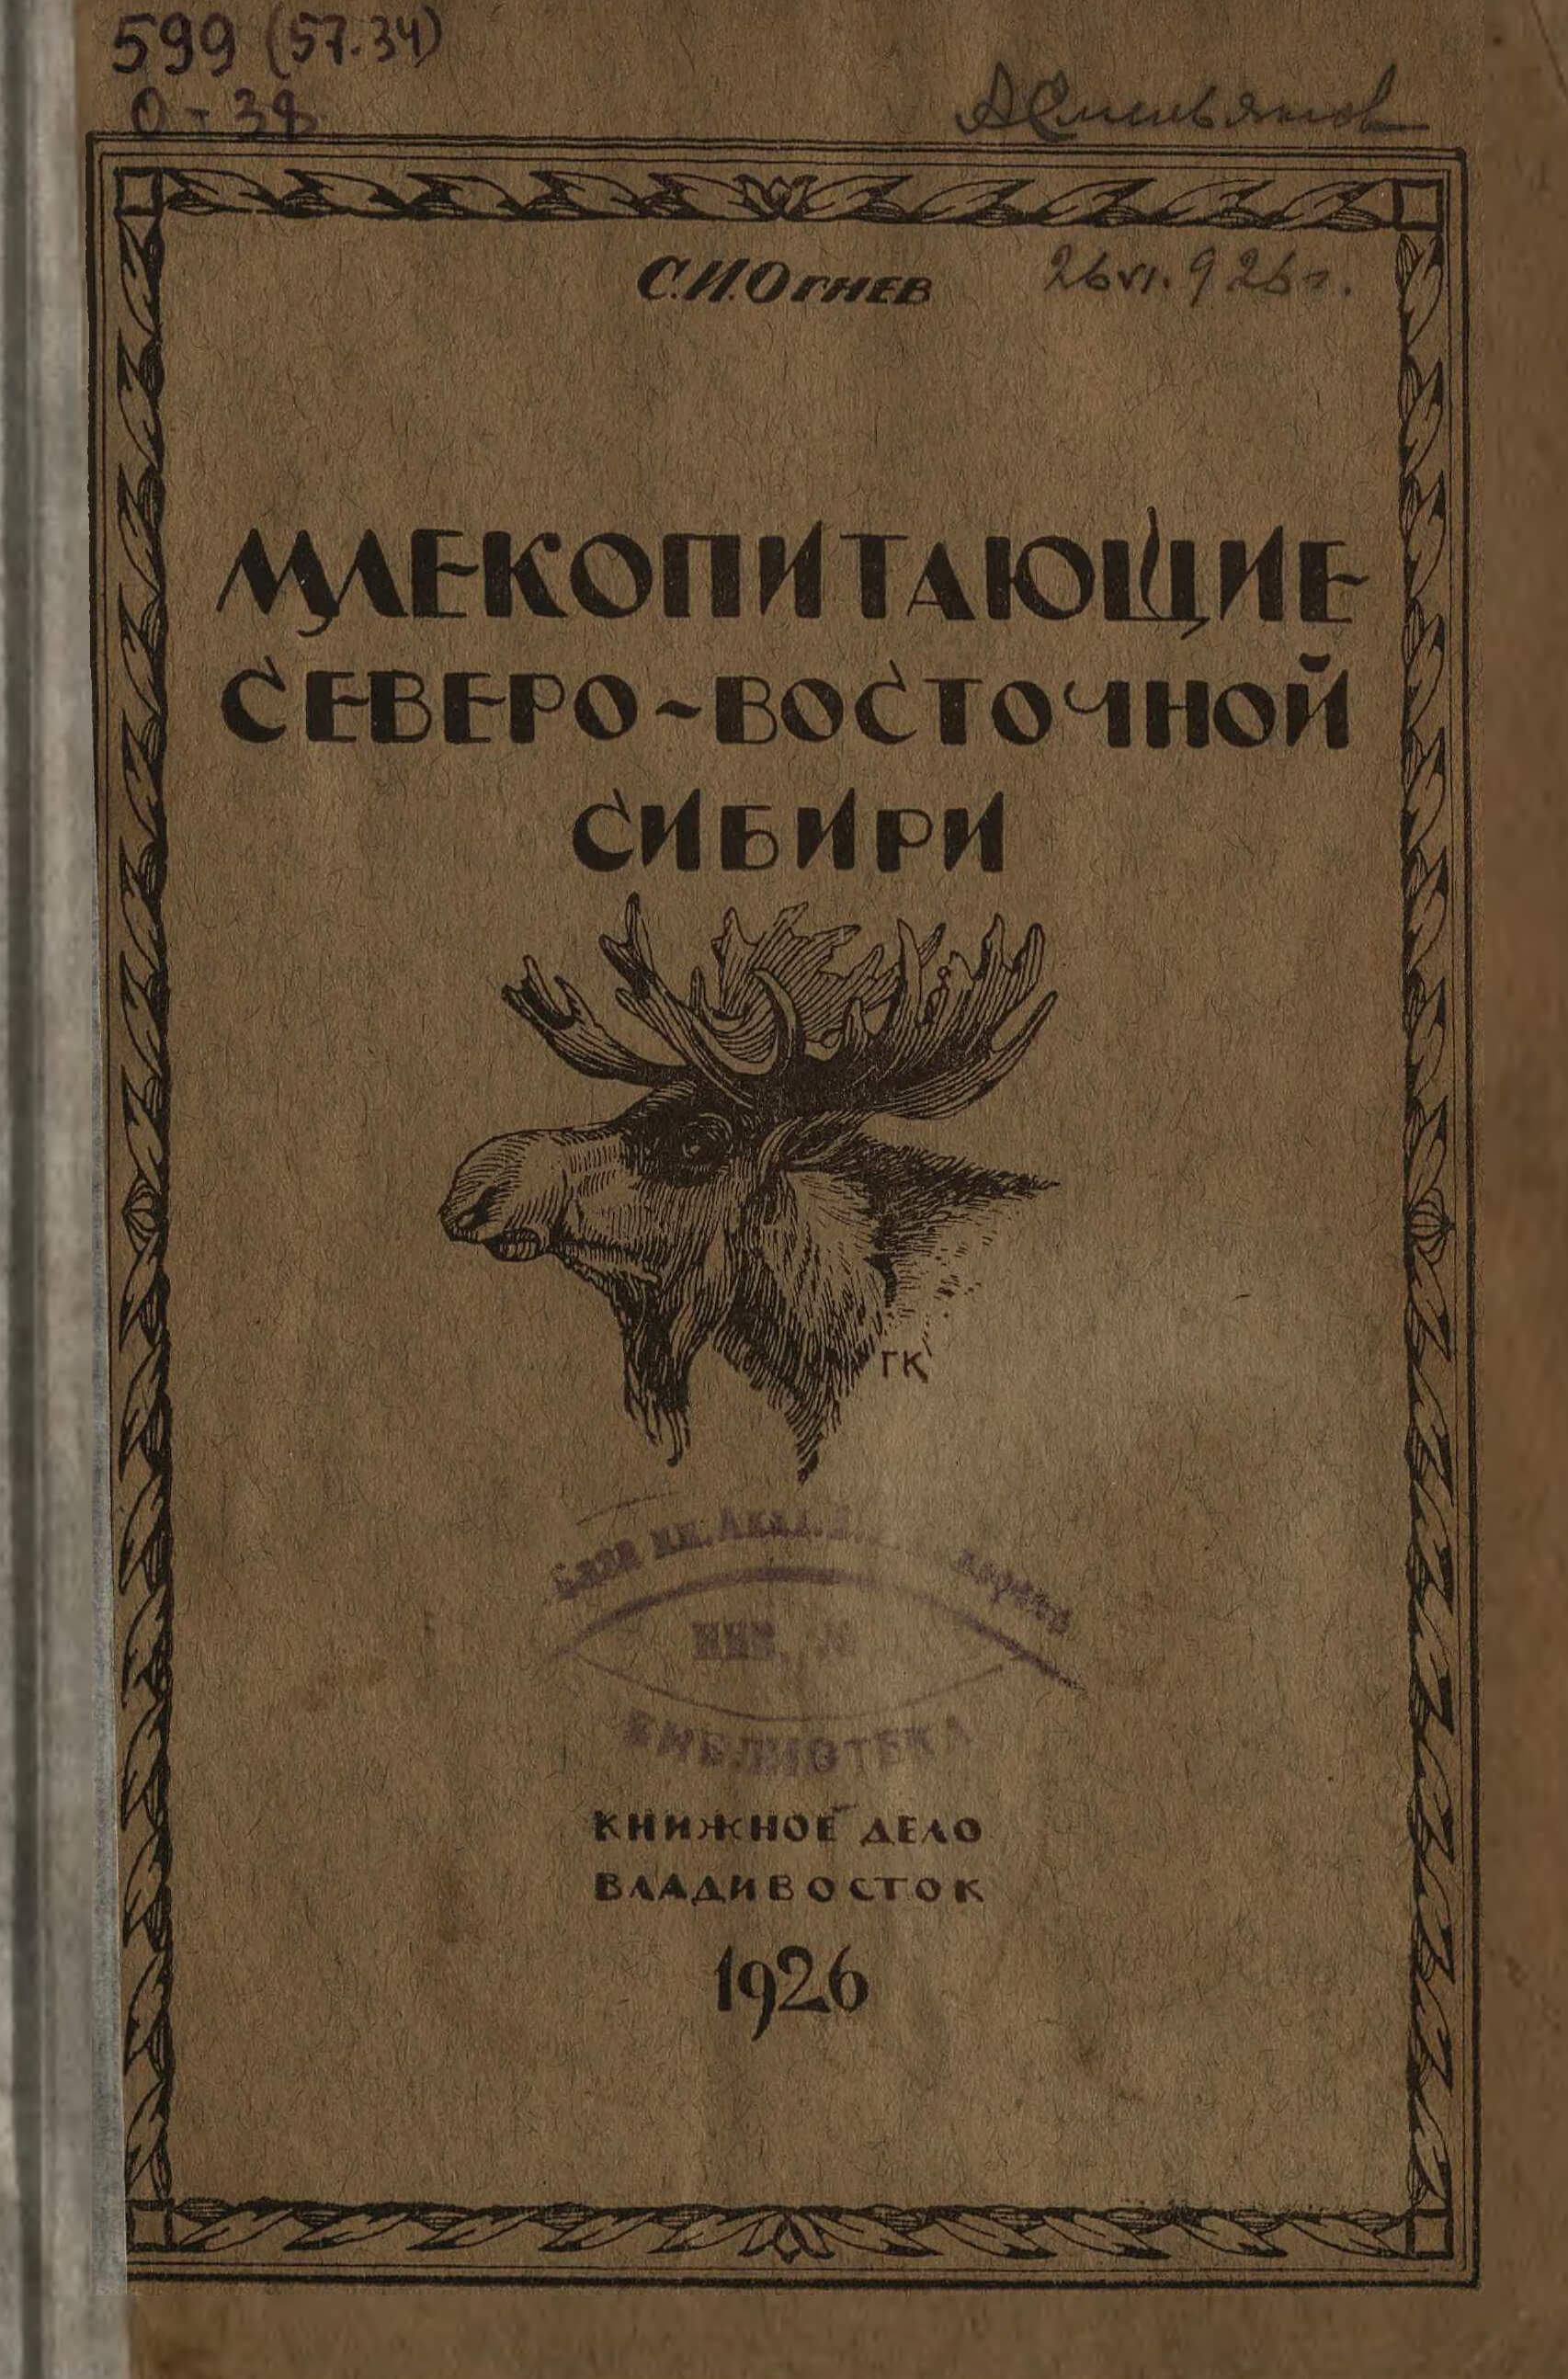 599 (57.34)
О-38
С. И. Огнев
26 VI. 926 г.
МЛЕКОПИТАЮЩИЕ
СЕВЕРО-ВОСТОЧНОЙ
СИБИРИ
ГК
БИБЛИОТЕКА
КНИЖНОЕ ДЕЛО
ВЛАДИВОСТОК
1926